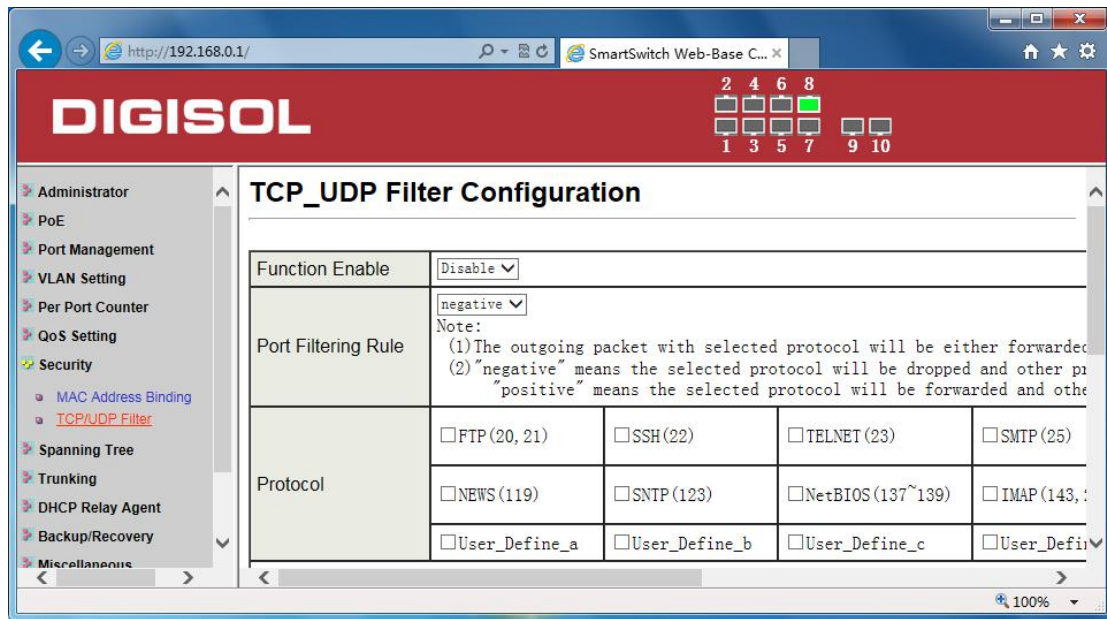 http://192.168.0.1/
SmartSwitch Web-Base C...
DIGISOL
2 4 6 8
1 3 5 7 9 10
Administrator
PoE
Port Management
VLAN Setting
Per Port Counter
QoS Setting
Security
MAC Address Binding
TCP/UDP Filter
Spanning Tree
Trunking
DHCP Relay Agent
Backup/Recovery
Miscellaneous
TCP_UDP Filter Configuration
Function Enable
Disable
Port Filtering Rule
negative
Note:
(1)The outgoing packet with selected protocol will be either forwarded
(2)"negative" means the selected protocol will be dropped and other
"positive" means the selected protocol will be forwarded and
Protocol
FTP(20,21) SSH(22) TELNET(23) SMTP(25)
NEWS(119) SNTP(123) NetBIOS(137~139) IMAP(143,
User_Define_a User_Define_b User_Define_c
100%